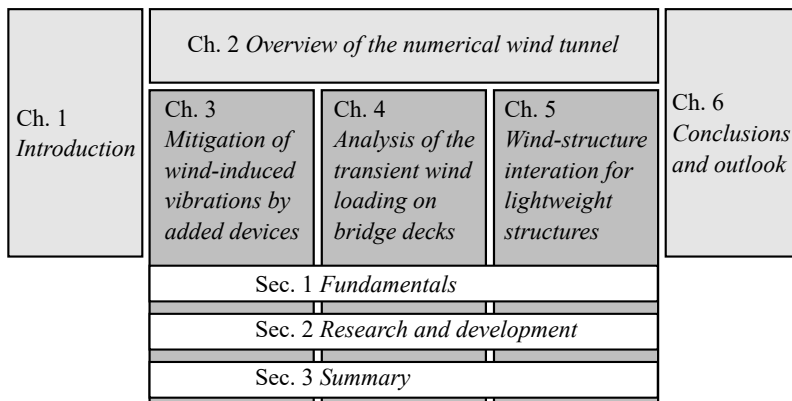 Ch. 1
Introduction
Ch. 2 Overview of the numerical wind tunnel
Ch. 3
Mitigation of
wind-induced
vibrations by
added devices
Ch. 4
Analysis of the
transient wind
loading on
bridge decks
Ch. 5
Wind-structure
interation for
lightweight
structures
Ch. 6
Conclusions
and outlook
Sec. 1 Fundamentals
Sec. 2 Research and development
Sec. 3 Summary